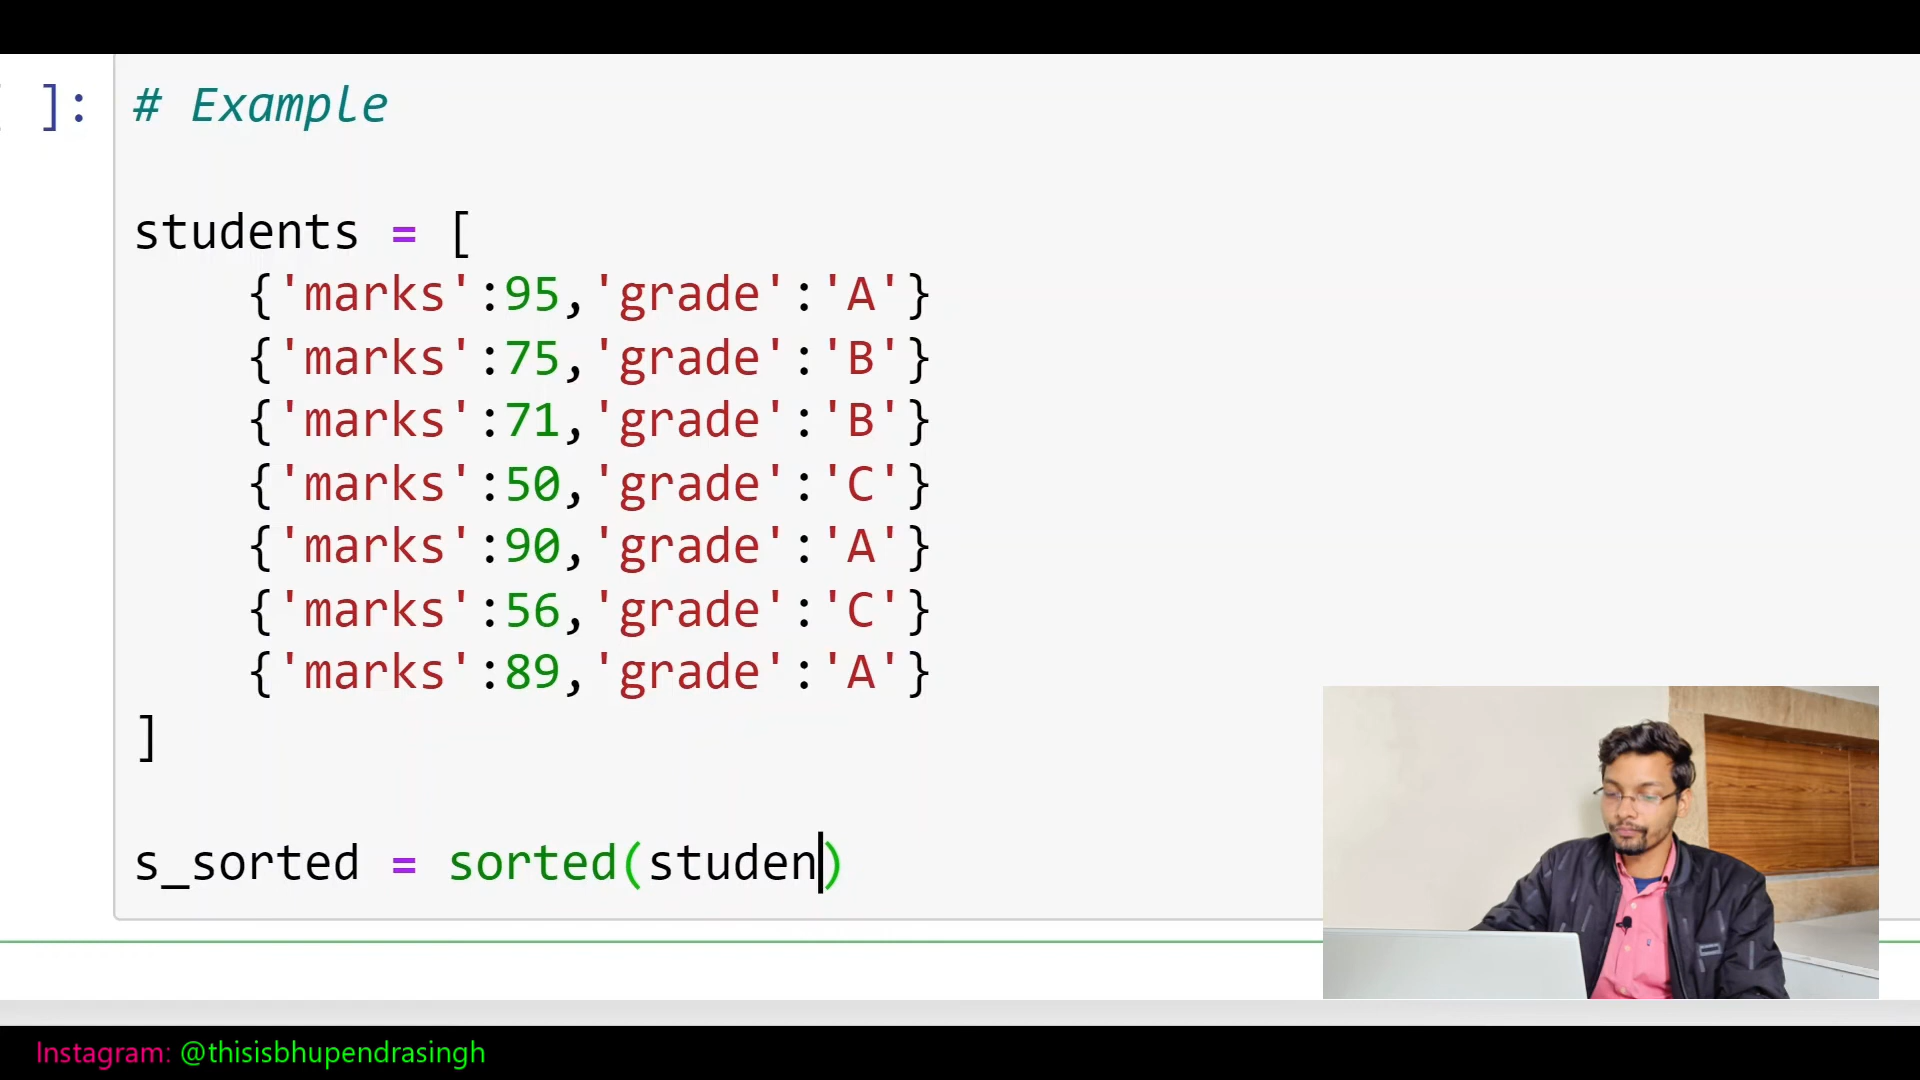 ]:
# Example
students = [
{'marks':95,'grade':'A'}
{'marks':75,'grade':'B'}
{'marks':71,'grade':'B'}
{'marks':50,'grade':'C'}
{'marks':90,'grade':'A'}
{'marks':56,'grade':'C'}
{'marks':89,'grade':'A'}
]
s_sorted = sorted(studen)
Instagram: @thisisbhupendrasingh